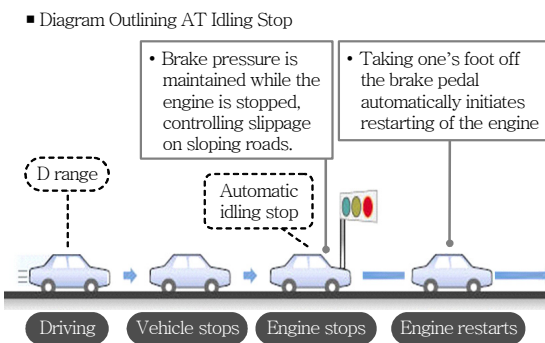 ■ Diagram Outlining AT Idling Stop
• Brake pressure is
maintained while the
engine is stopped,
controlling slippage
on sloping roads.
• Taking one's foot off
the brake pedal
automatically initiates
restarting of the engine
D range
Automatic
idling stop
Driving
Vehicle stops
Engine stops
Engine restarts